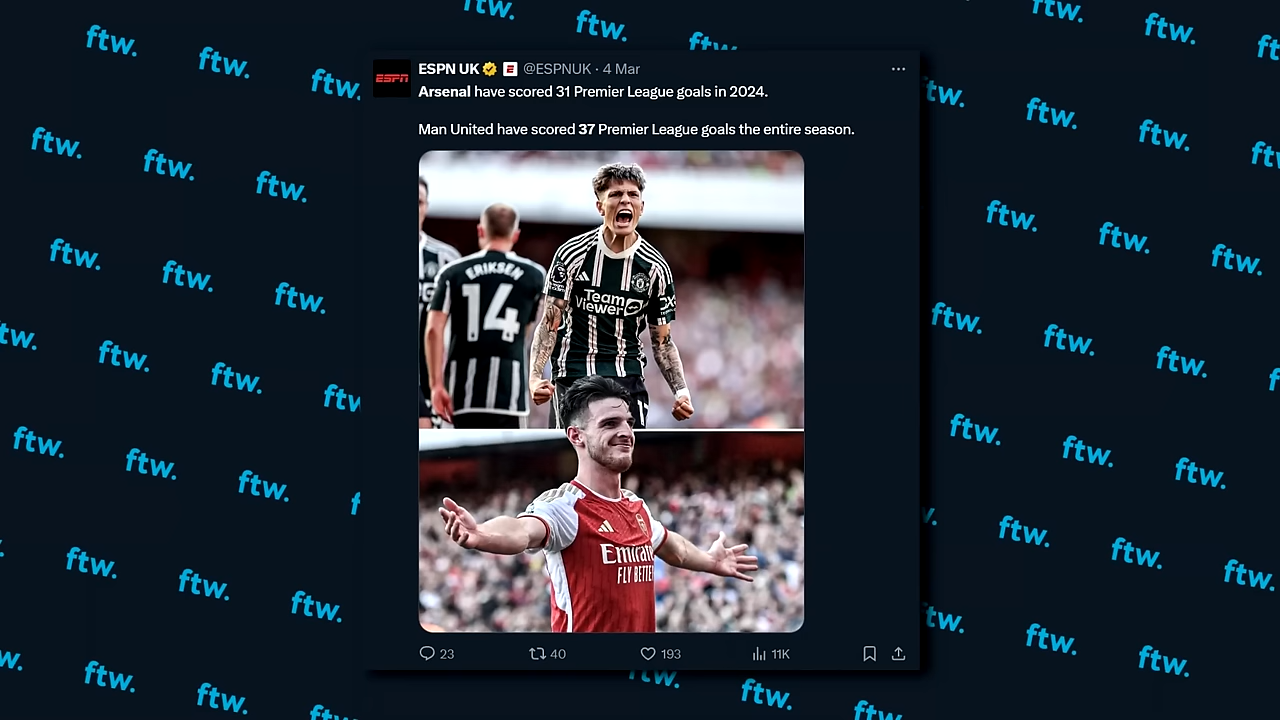 ftw.
ESPN
ESPN UK @ESPNUK · 4 Mar
Arsenal have scored 31 Premier League goals in 2024.
Man United have scored 37 Premier League goals the entire season.
ERIKSEN
14
Team
Viewer
Emirates
FLY BETTER
23 40 193 11K